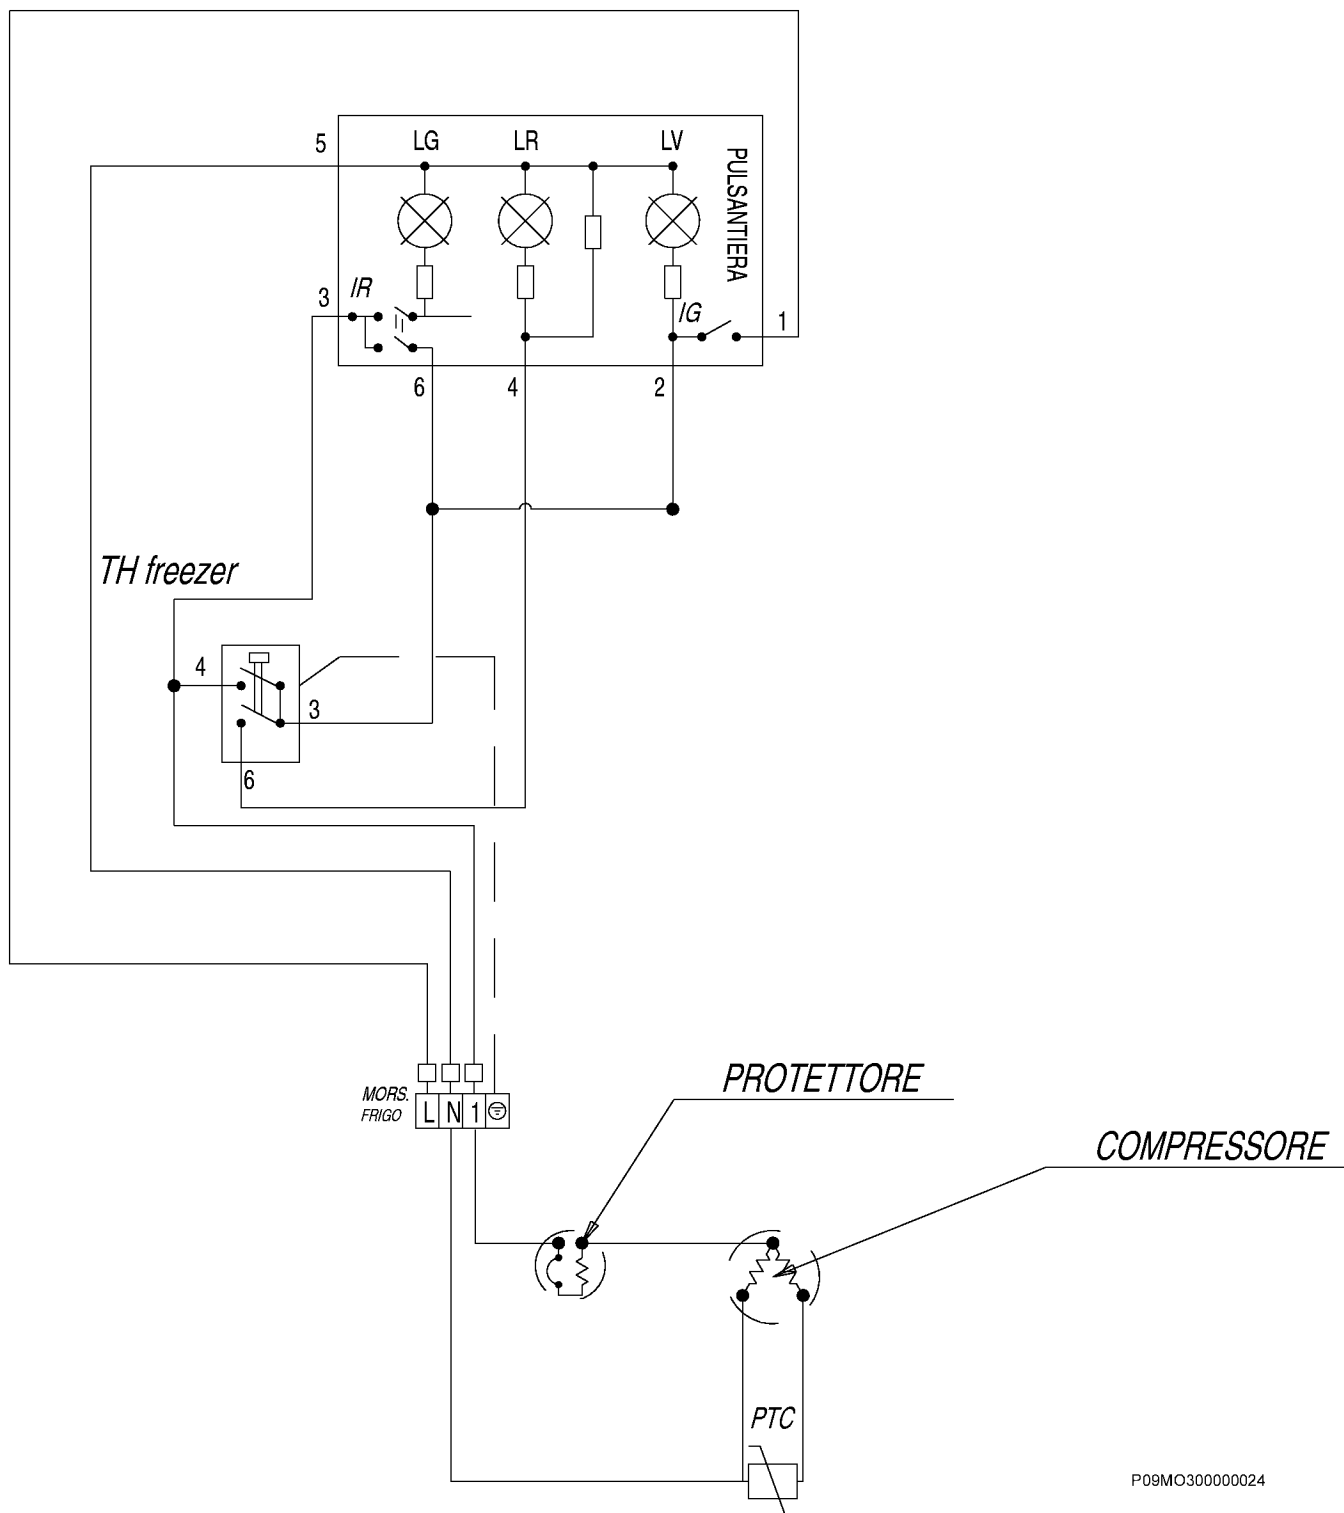 5
LG
LR
LV
PULSANTIERA
3
IR
IG
1
6
4
2
TH freezer
4
3
6
MORS.
FRIGO
L N 1
PROTETTORE
COMPRESSORE
PTC
P09MO300000024